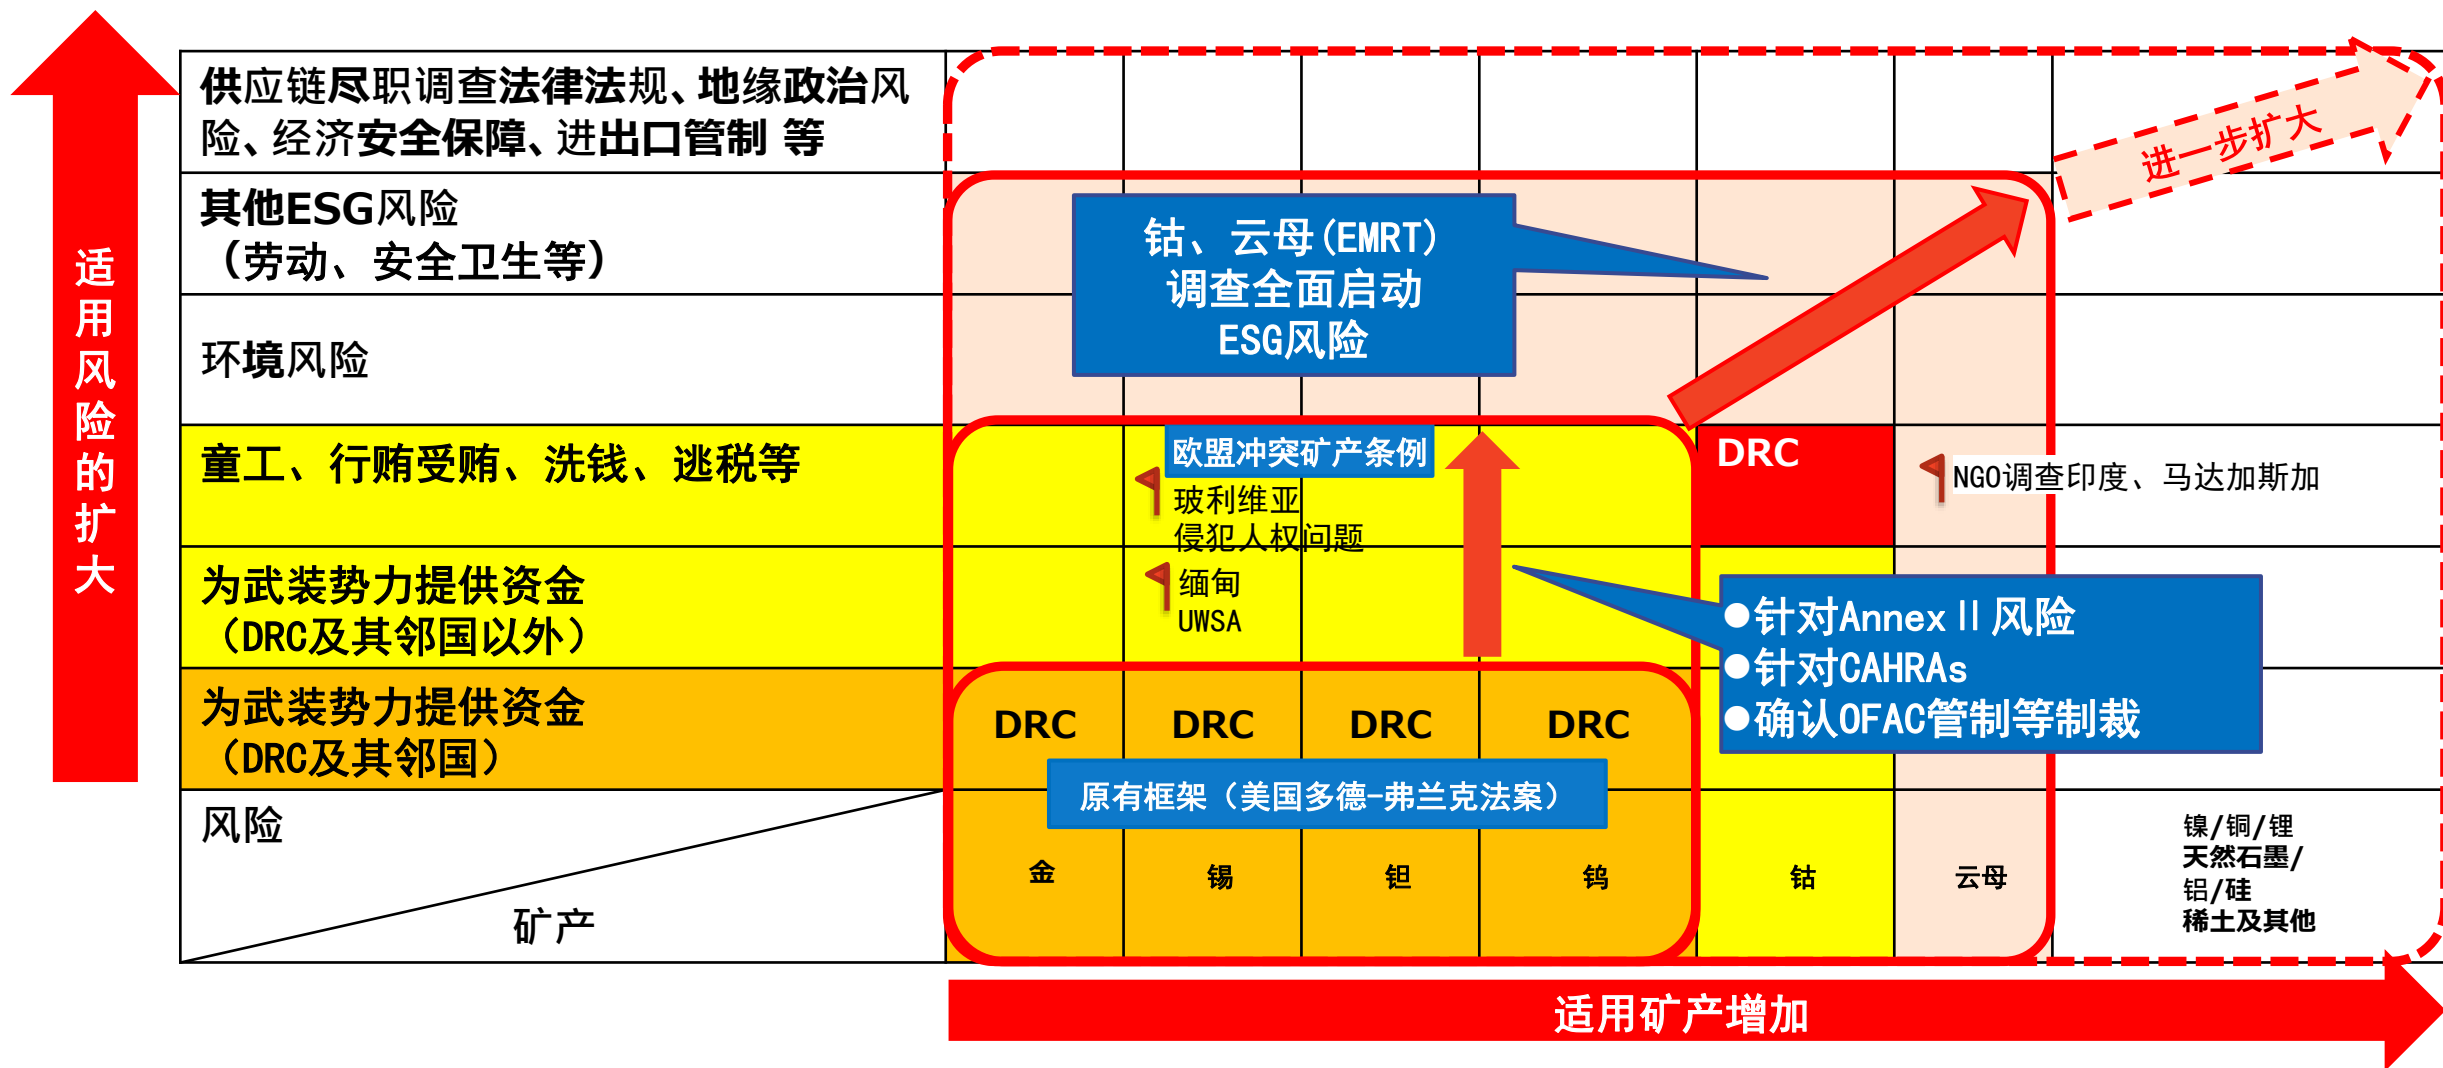 适用风险的扩大
供应链尽职调查法律法规、地缘政治风
险、经济安全保障、进出口管制 等
进一步扩大
其他ESG风险
（劳动、安全卫生等）
钴、云母(EMRT)
调查全面启动
ESG风险
环境风险
童工、行贿受贿、洗钱、逃税等
欧盟冲突矿产条例
玻利维亚
侵犯人权问题
DRC
NGO调查印度、马达加斯加
为武装势力提供资金
（DRC及其邻国以外）
缅甸
UWSA
●针对AnnexⅡ风险
●针对CAHRAs
●确认OFAC管制等制裁
为武装势力提供资金
（DRC及其邻国）
DRC DRC DRC DRC
原有框架（美国多德-弗兰克法案）
风险
矿产
金 锡 钽 钨 钴 云母
镍/铜/锂
天然石墨/
铝/硅
稀土及其他
适用矿产增加